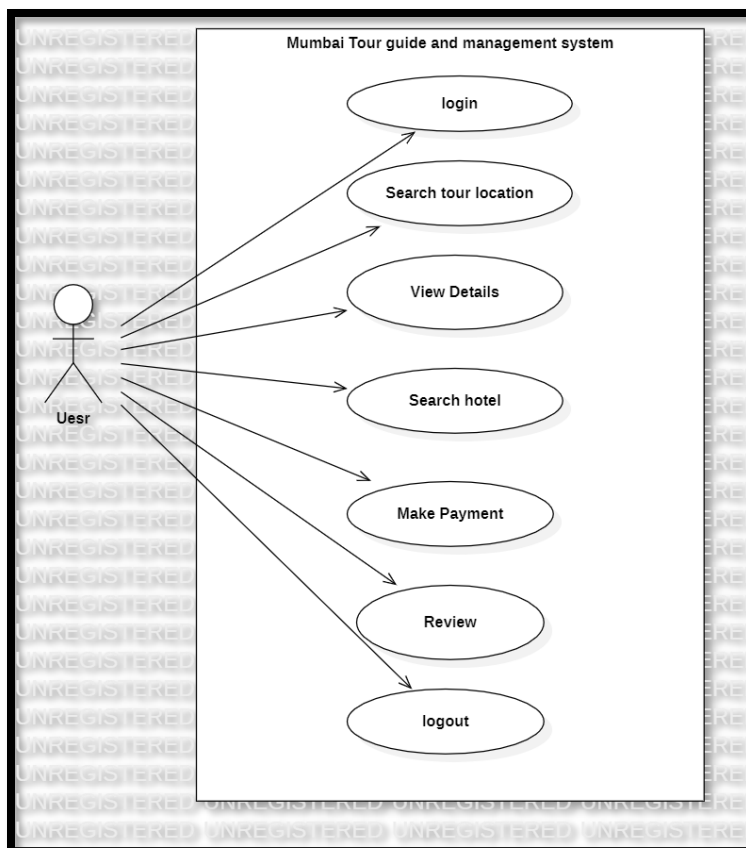 Mumbai Tour guide and management system
login
Search tour location
View Details
Search hotel
Uesr
Make Payment
Review
logout
UNREGISTERED UNREGISTERED UNREGISTERED UNREGISTERED